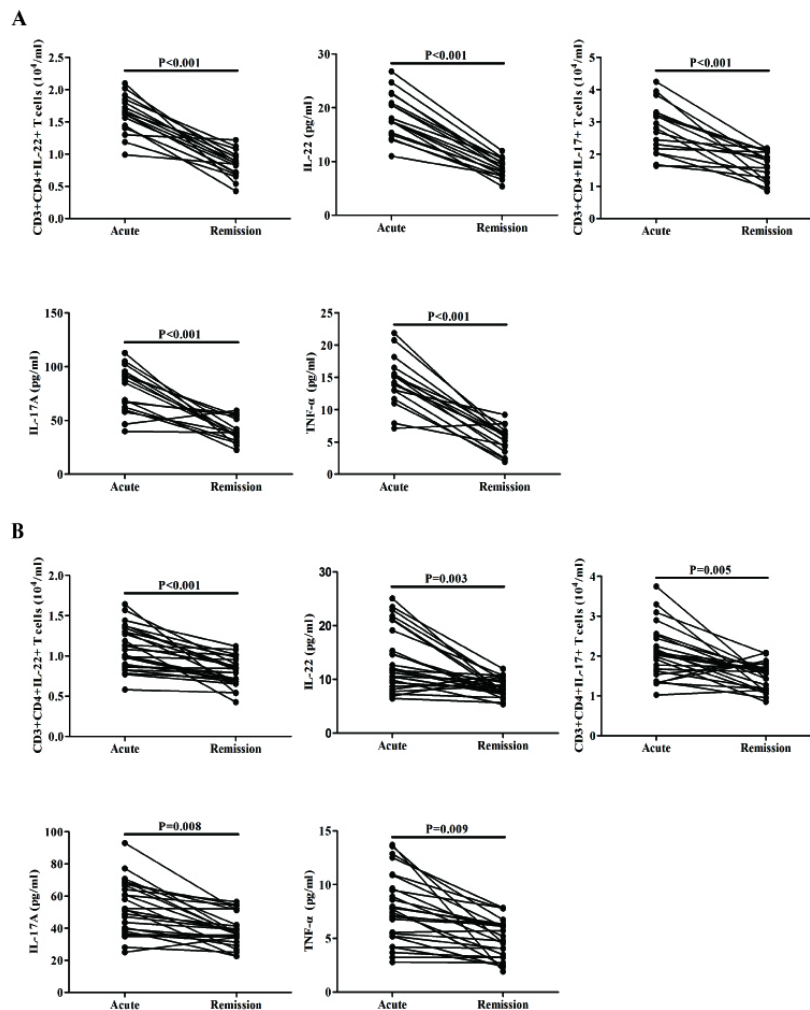 A
CD3+CD4+IL-22+ T cells (10⁴/ml)
2.5
2.0
1.5
1.0
0.5
0.0
P<0.001
Acute
Remission
IL-22 (pg/ml)
30
20
10
0
P<0.001
Acute
Remission
CD3+CD4+IL-17+ T cells (10⁴/ml)
5
4
3
2
1
0
P<0.001
Acute
Remission
IL-17A (pg/ml)
150
100
50
0
P<0.001
Acute
Remission
TNF-α (pg/ml)
25
20
15
10
5
0
P<0.001
Acute
Remission
B
CD3+CD4+IL-22+ T cells (10⁴/ml)
2.0
1.5
1.0
0.5
0.0
P<0.001
Acute
Remission
IL-22 (pg/ml)
30
20
10
0
P=0.003
Acute
Remission
CD3+CD4+IL-17+ T cells (10⁴/ml)
4
3
2
1
0
P=0.005
Acute
Remission
IL-17A (pg/ml)
100
80
60
40
20
0
P=0.008
Acute
Remission
TNF-α (pg/ml)
15
10
5
0
P=0.009
Acute
Remission